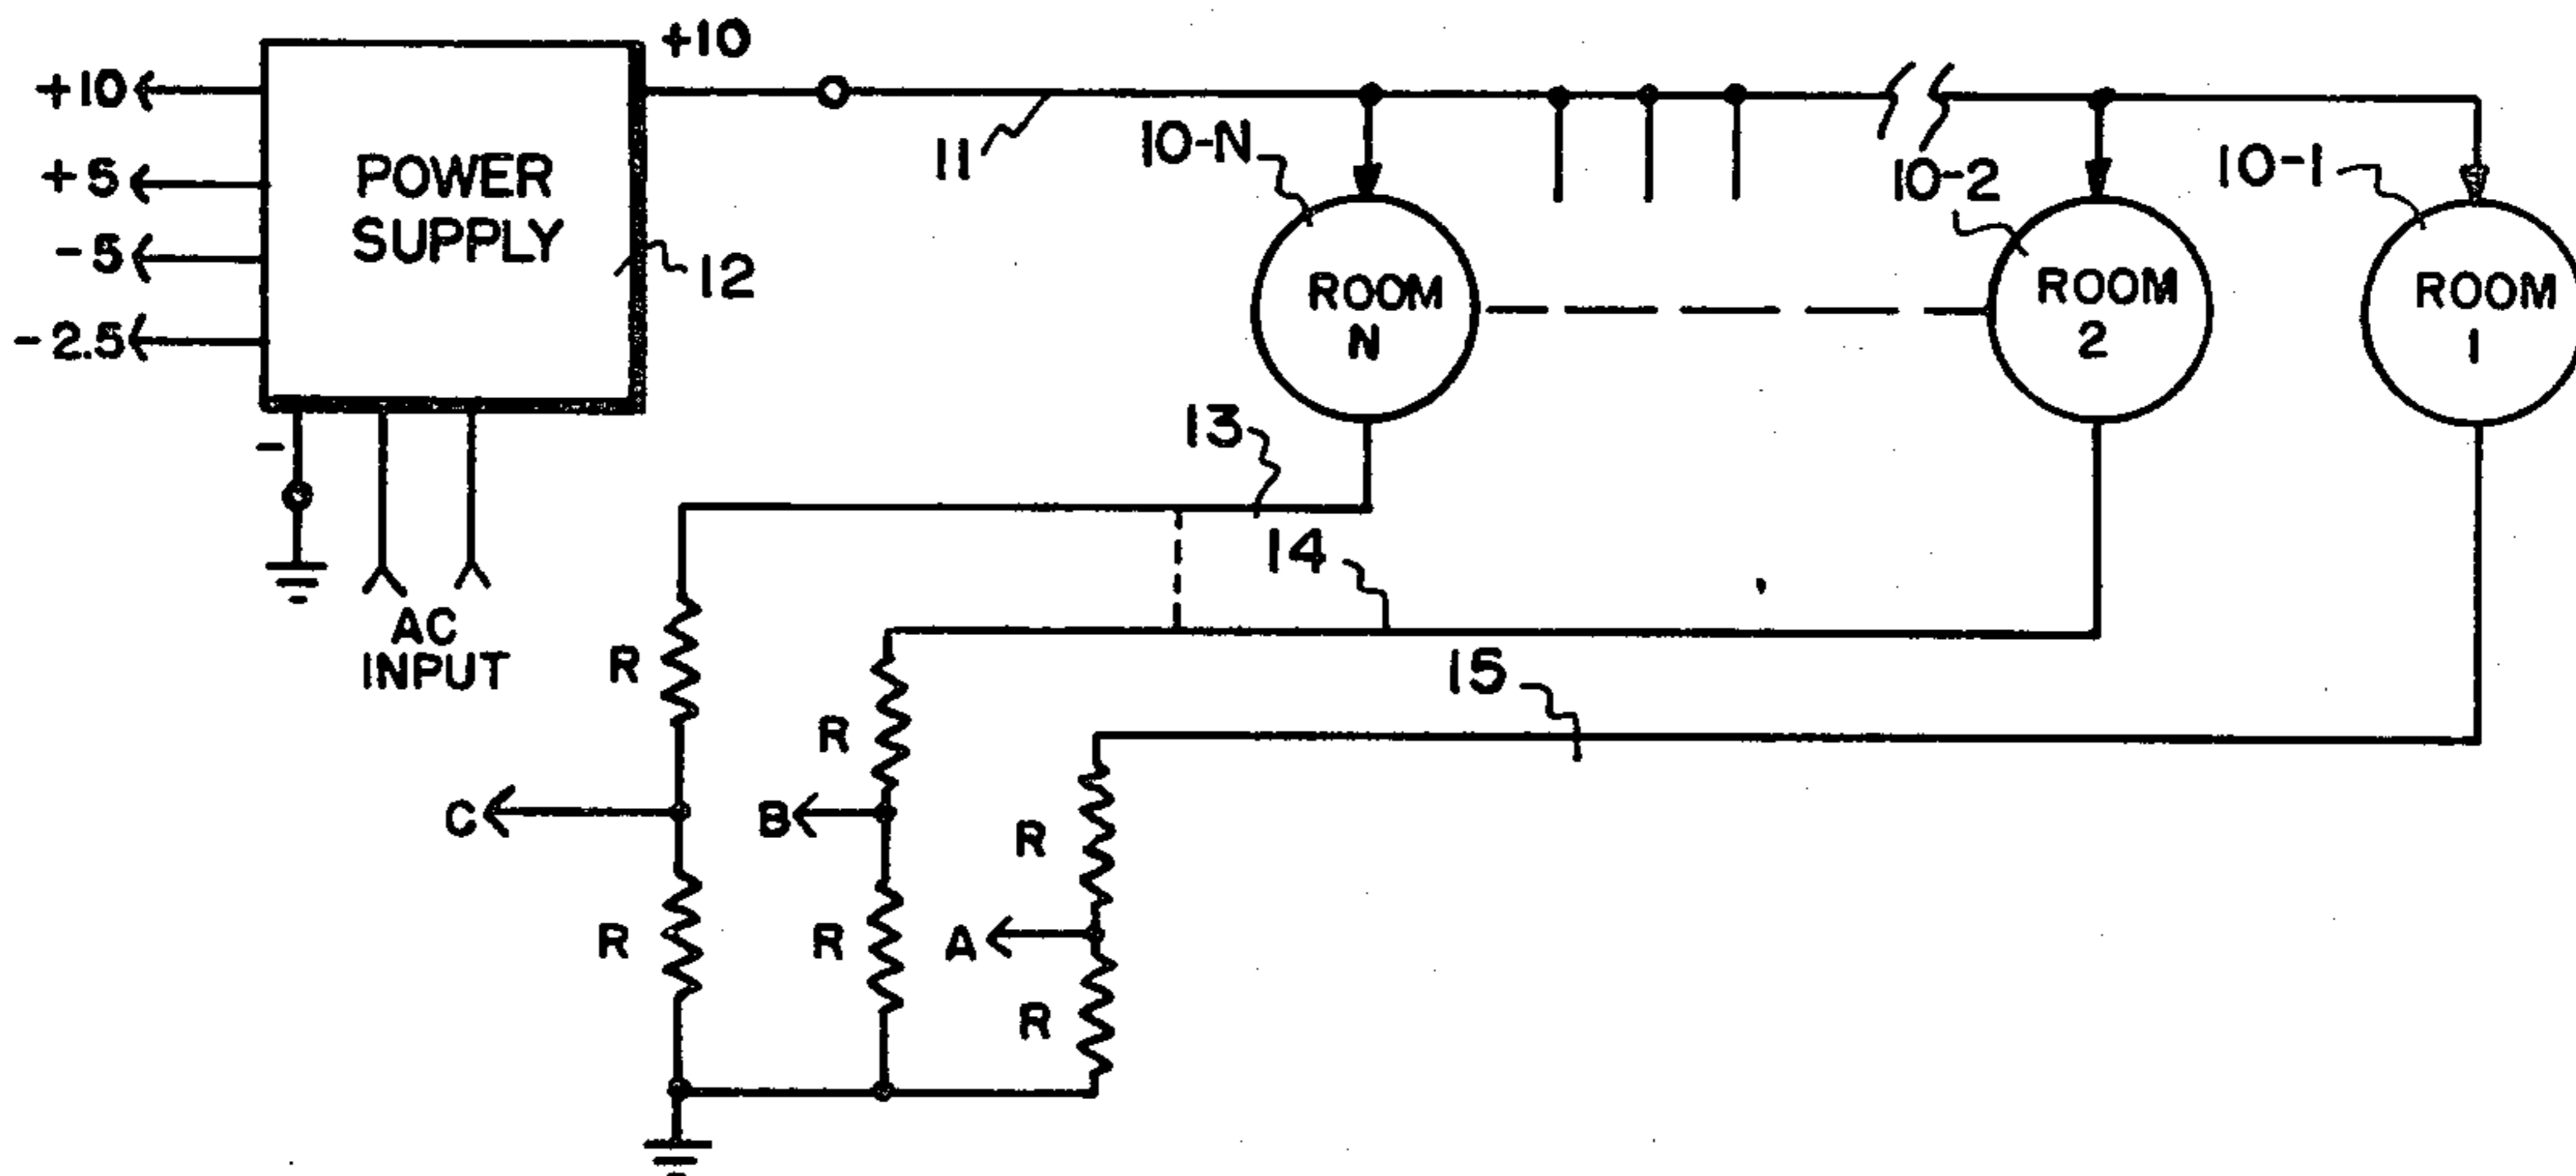 +10
+10
+5
-5
-2.5
POWER
SUPPLY
12
-
AC
INPUT
11
10-N
10-2
10-1
ROOM
N
ROOM
2
ROOM
1
13
14
15
R
R
R
C
B
A
R
R
R